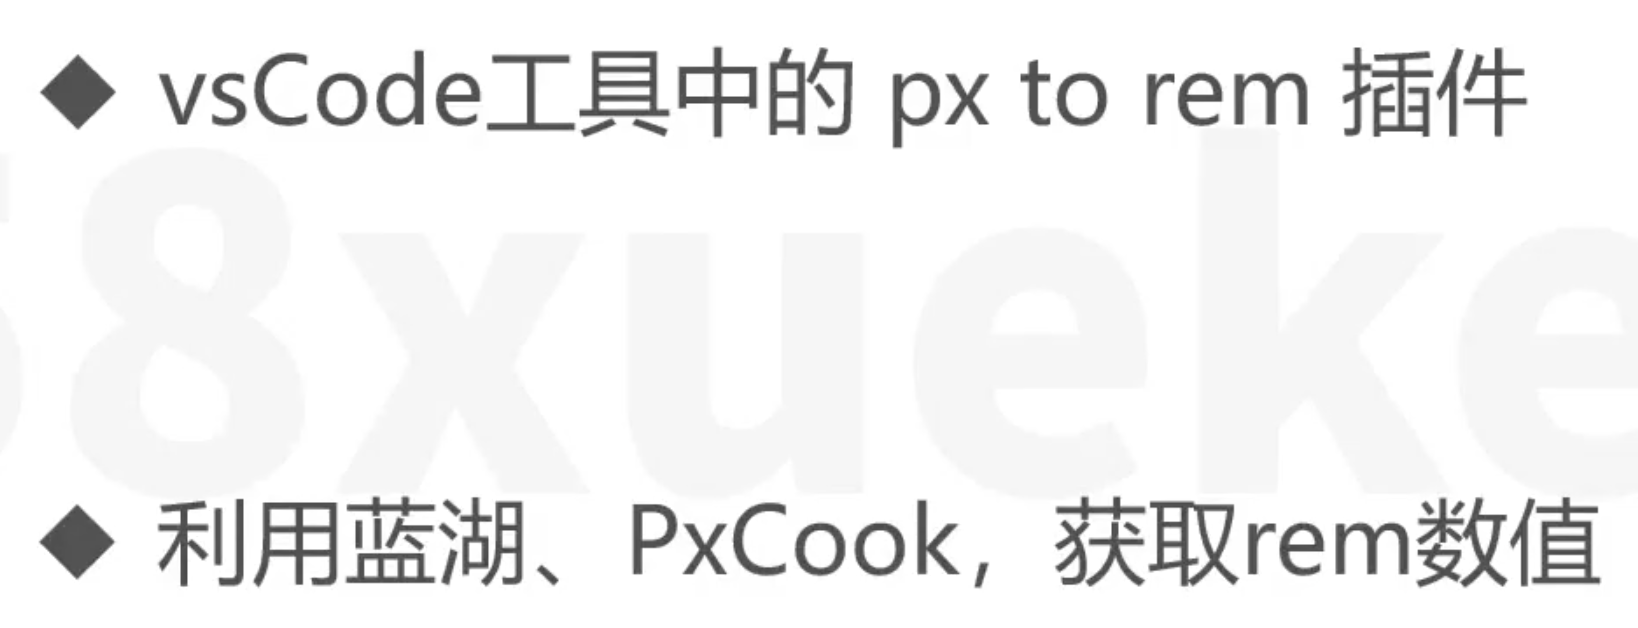 ◆ vsCode工具中的 px to rem 插件
58xueke
◆ 利用蓝湖、PxCook，获取rem数值